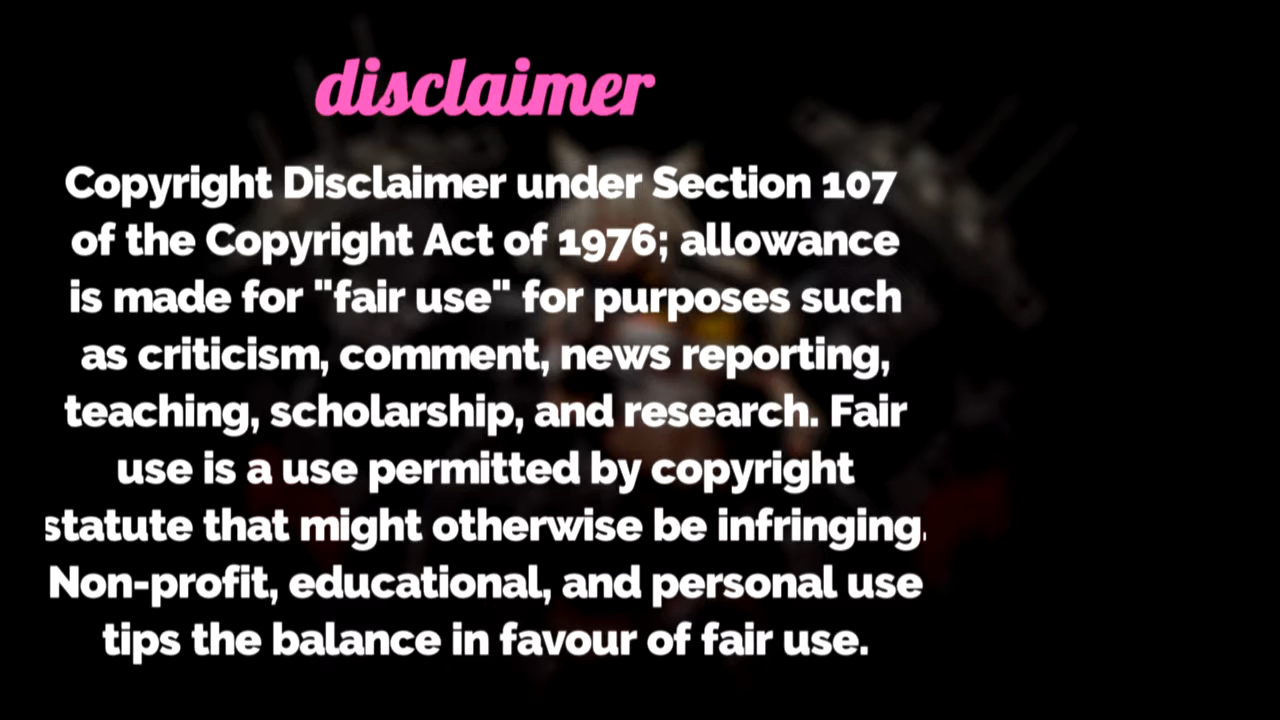 disclaimer
Copyright Disclaimer under Section 107
of the Copyright Act of 1976; allowance
is made for "fair use" for purposes such
as criticism, comment, news reporting,
teaching, scholarship, and research. Fair
use is a use permitted by copyright
statute that might otherwise be infringing.
Non-profit, educational, and personal use
tips the balance in favour of fair use.